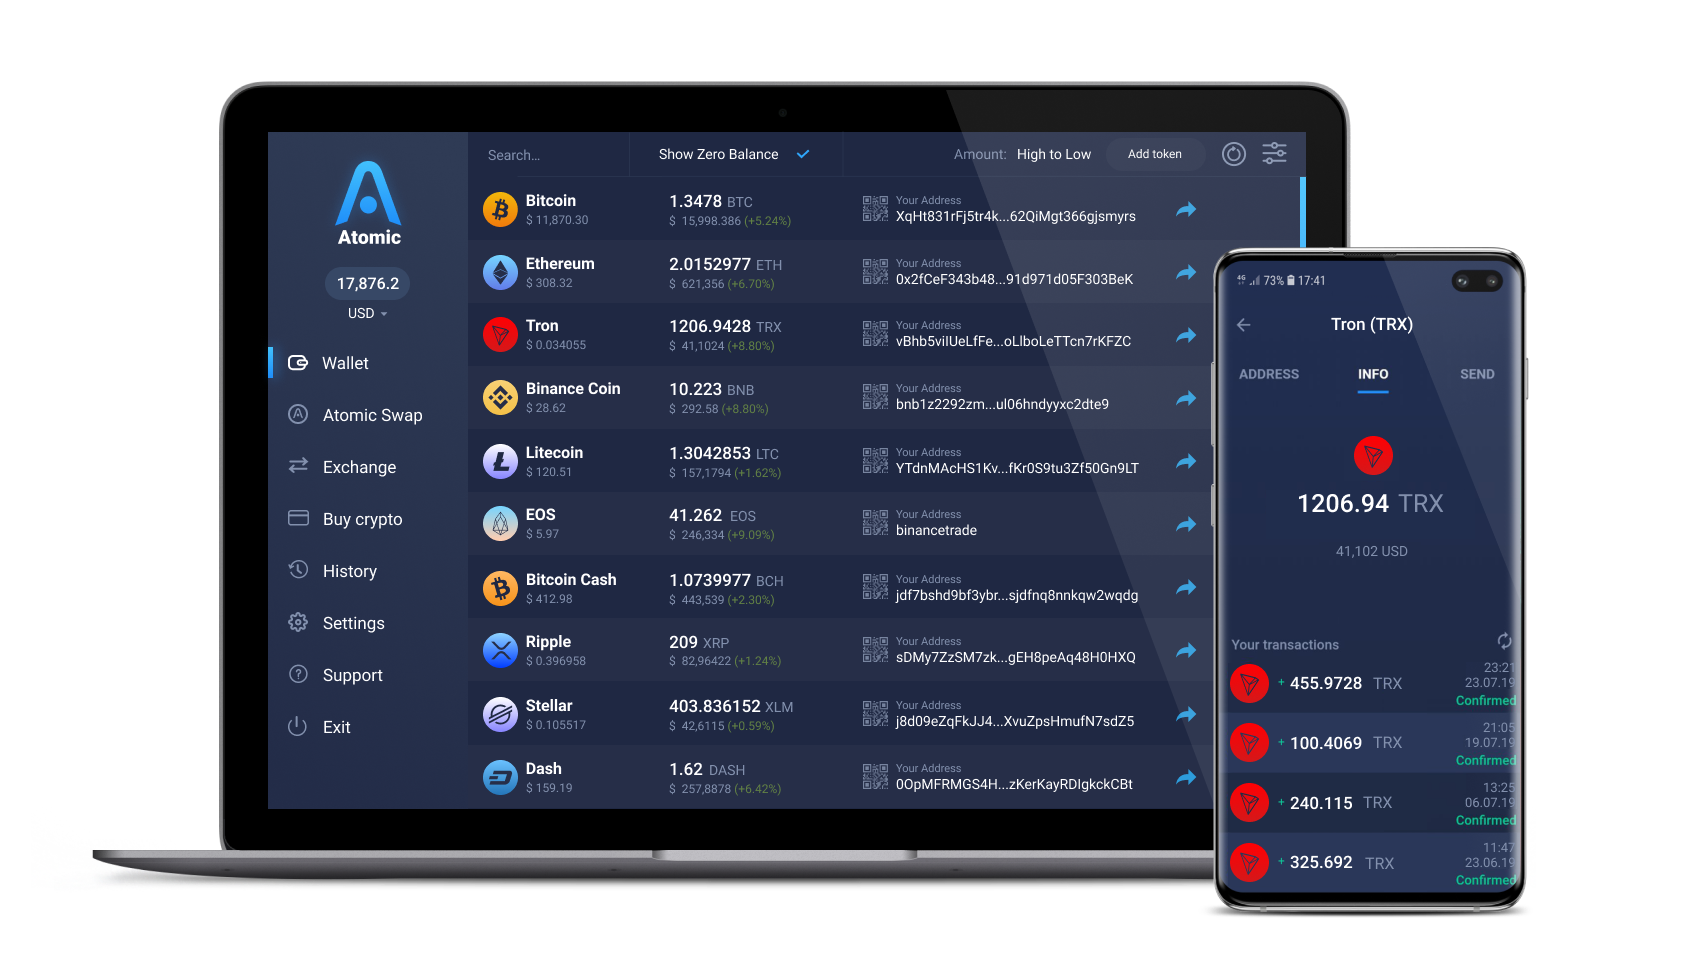 Atomic
17,876.2
USD
Wallet
Atomic Swap
Exchange
Buy crypto
History
Settings
Support
Exit
Search...
Show Zero Balance
Amount: High to Low
Add token
Bitcoin
$ 11,870.30
1.3478 BTC
$ 15,998.386 (+5.24%)
Your Address
XqHt831rFj5tr4k...62QiMgt366gjsmyrs
Ethereum
$ 308.32
2.0152977 ETH
$ 621,356 (+6.70%)
Your Address
0x2fCeF343b48...91d971d05F303BeK
Tron
$ 0.034055
1206.9428 TRX
$ 41,1024 (+8.80%)
Your Address
vBhb5viIUeLfFe...oLlboLeTTcn7rKFZC
Binance Coin
$ 28.62
10.223 BNB
$ 292.58 (+8.80%)
Your Address
bnb1z2292zm...ul06hndyyxc2dte9
Litecoin
$ 120.51
1.3042853 LTC
$ 157,1794 (+1.62%)
Your Address
YTdnMAcHS1Kv...fKr0S9tu3Zf50Gn9LT
EOS
$ 5.97
41.262 EOS
$ 246,334 (+9.09%)
Your Address
binancetrade
Bitcoin Cash
$ 412.98
1.0739977 BCH
$ 443,539 (+2.30%)
Your Address
jdf7bshd9bf3ybr...sjdfnq8nnkqw2wqdg
Ripple
$ 0.396958
209 XRP
$ 82,96422 (+1.24%)
Your Address
sDMy7ZzSM7zk...gEH8peAq48H0HXQ
Stellar
$ 0.105517
403.836152 XLM
$ 42,6115 (+0.59%)
Your Address
j8d09eZqFkJJ4...XvuZpsHmufN7sdZ5
Dash
$ 159.19
1.62 DASH
$ 257,8878 (+6.42%)
Your Address
0OpMFRMGS4H...zKerKayRDIgkckCBt
4G 73% 17:41
Tron (TRX)
ADDRESS INFO SEND
1206.94 TRX
41,102 USD
Your transactions
+ 455.9728 TRX
23:21
23.07.19
Confirmed
+ 100.4069 TRX
21:05
19.07.19
Confirmed
+ 240.115 TRX
13:25
06.07.19
Confirmed
+ 325.692 TRX
11:47
23.06.19
Confirmed